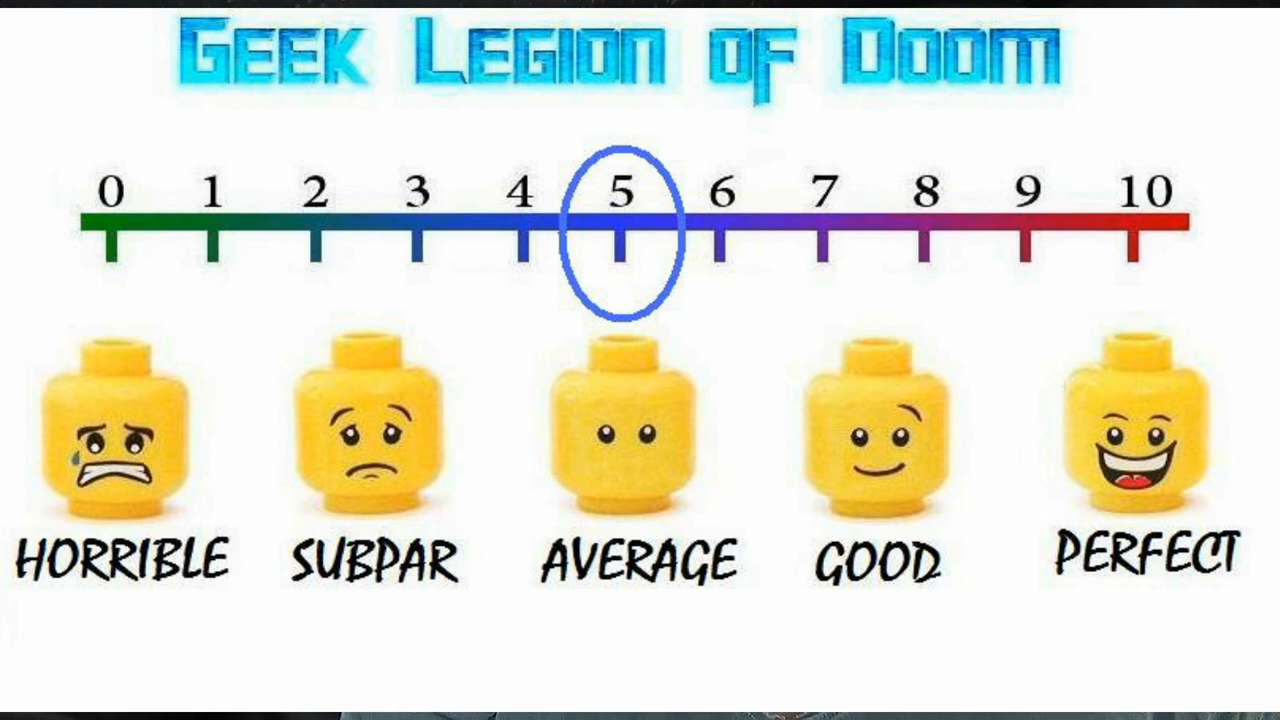 Geek Legion of Doom
0 1 2 3 4 5 6 7 8 9 10
HORRIBLE SUBPAR AVERAGE GOOD PERFECT